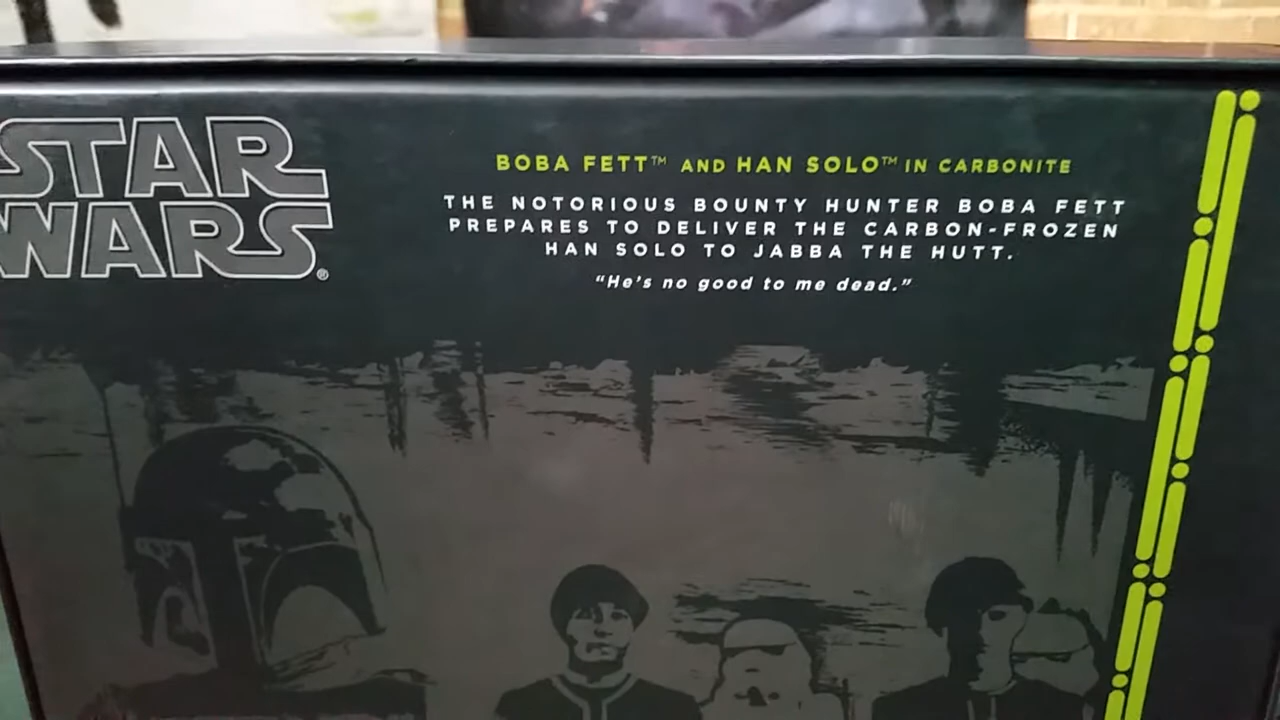 STAR
WARS®
BOBA FETT™ AND HAN SOLO™ IN CARBONITE
THE NOTORIOUS BOUNTY HUNTER BOBA FETT
PREPARES TO DELIVER THE CARBON-FROZEN
HAN SOLO TO JABBA THE HUTT.
“He's no good to me dead.”